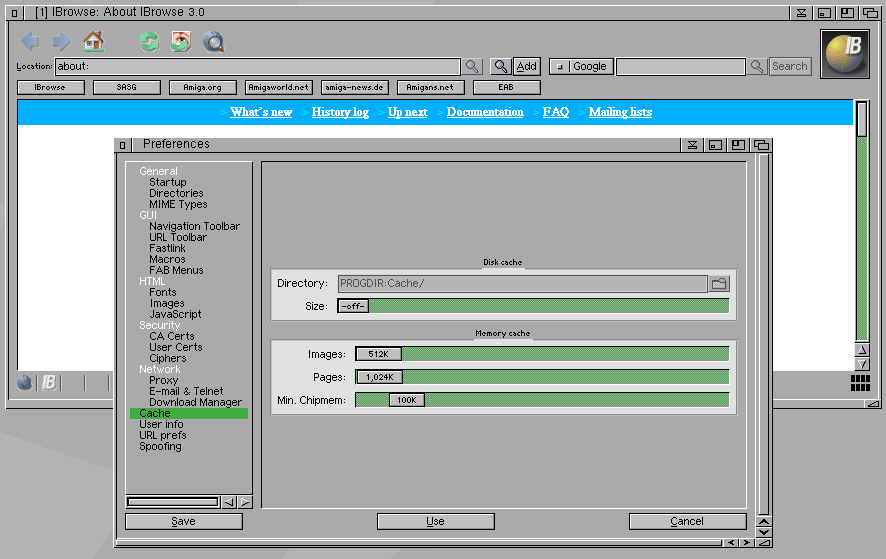 [1] IBrowse: About IBrowse 3.0
IB
Location: about: Add Google Search
IBrowse SASG Amiga.org Amigaworld.net amiga-news.de Amigans.net EAB
> What's new > History log > Up next > Documentation > FAQ > Mailing lists
Preferences
General
Startup
Directories
MIME Types
GUI
Navigation Toolbar
URL Toolbar
Fastlink
Macros
FAB Menus
HTML
Fonts
Images
JavaScript
Security
CA Certs
User Certs
Ciphers
Network
Proxy
E-mail & Telnet
Download Manager
Cache
User info
URL prefs
Spoofing
Disk cache
Directory: PROGDIR:Cache/
Size: -off-
Memory cache
Images: 512K
Pages: 1,024K
Min. Chipmem: 100K
IB
Save Use Cancel